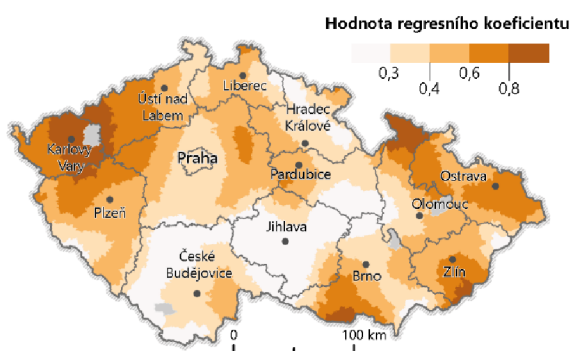 Hodnota regresního koeficientu
0,3
0,6
0,4
0,8
Liberec
Ústí nad
Labem
Hradec
Králové
Karlovy
Vary
Praha
Pardubice
Ostrava
Plzeň
Olomouc
Jihlava
České
Budějovice
Brno
Zlín
0
100 km